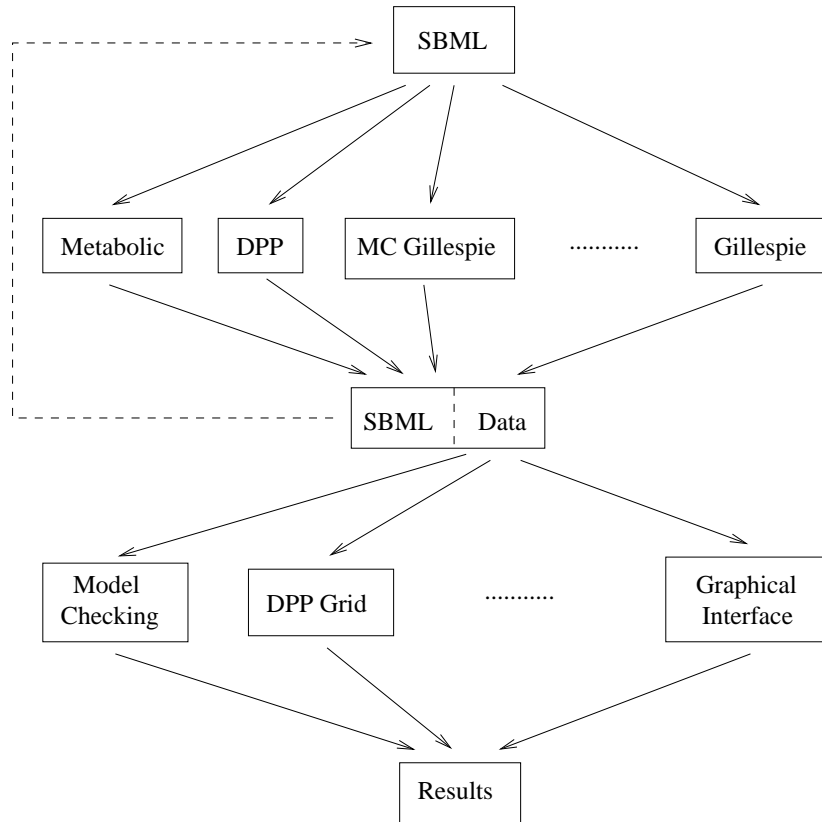 SBML
Metabolic
DPP
MC Gillespie
...........
Gillespie
SBML
Data
Model
Checking
DPP Grid
...........
Graphical
Interface
Results